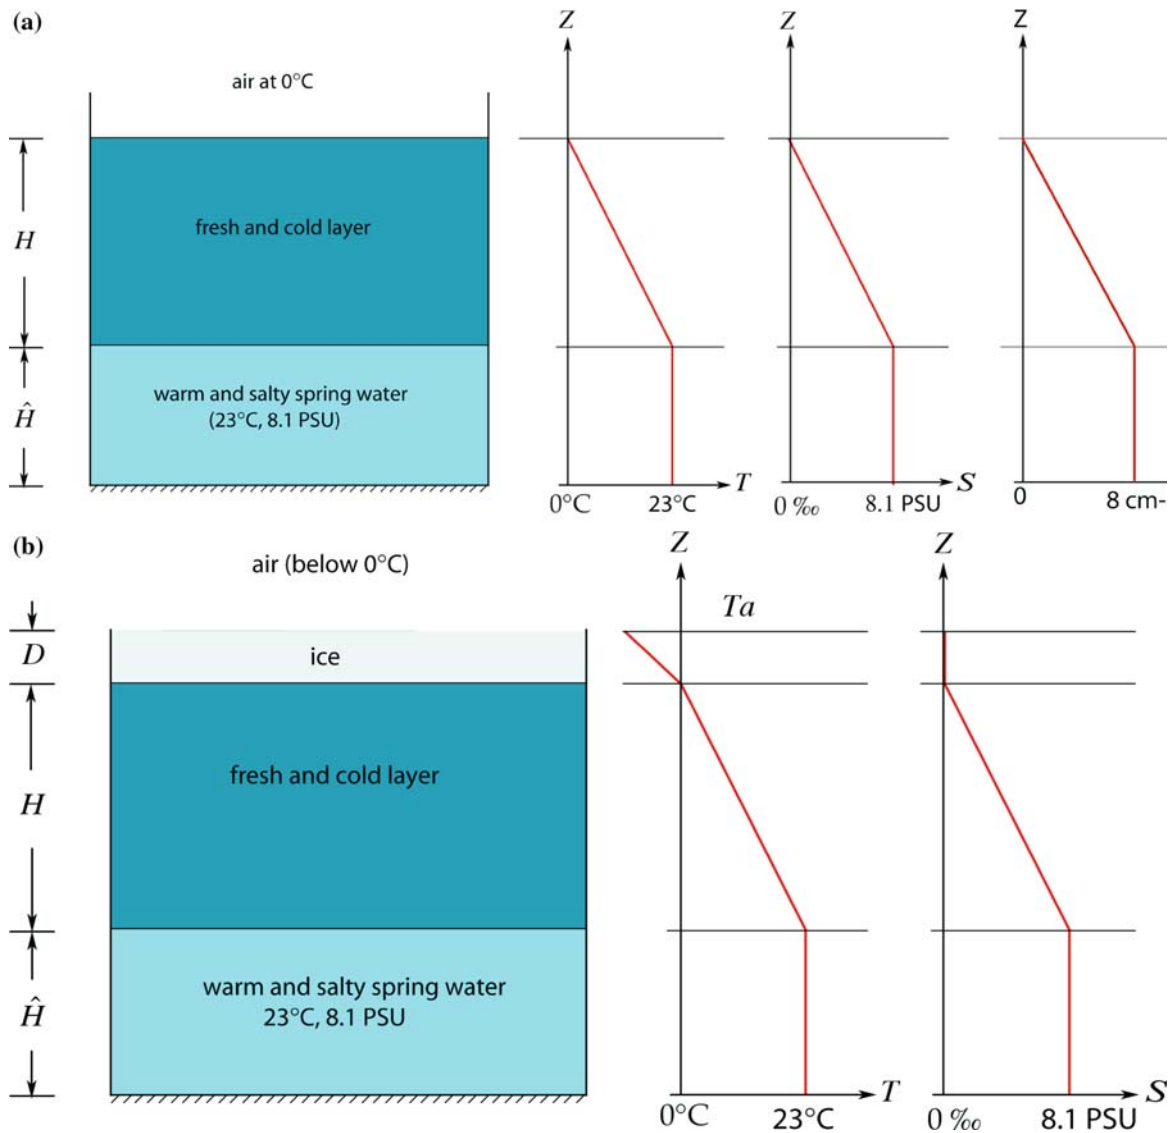 (a)
air at 0°C
H
fresh and cold layer
Ĥ
warm and salty spring water
(23°C, 8.1 PSU)
Z
0°C
23°C
T
Z
0 ‰
8.1 PSU
S
Z
0
8 cm-
(b)
air (below 0°C)
D
ice
H
fresh and cold layer
Ĥ
warm and salty spring water
23°C, 8.1 PSU
Z
Ta
0°C
23°C
T
Z
0 ‰
8.1 PSU
S